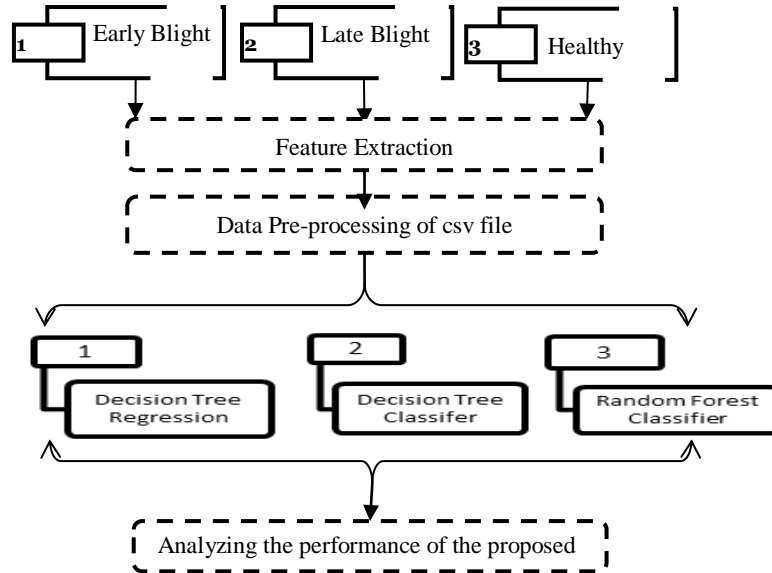 1 Early Blight
2 Late Blight
3 Healthy
Feature Extraction
Data Pre-processing of csv file
1
Decision Tree
Regression
2
Decision Tree
Classifer
3
Random Forest
Classifier
Analyzing the performance of the proposed